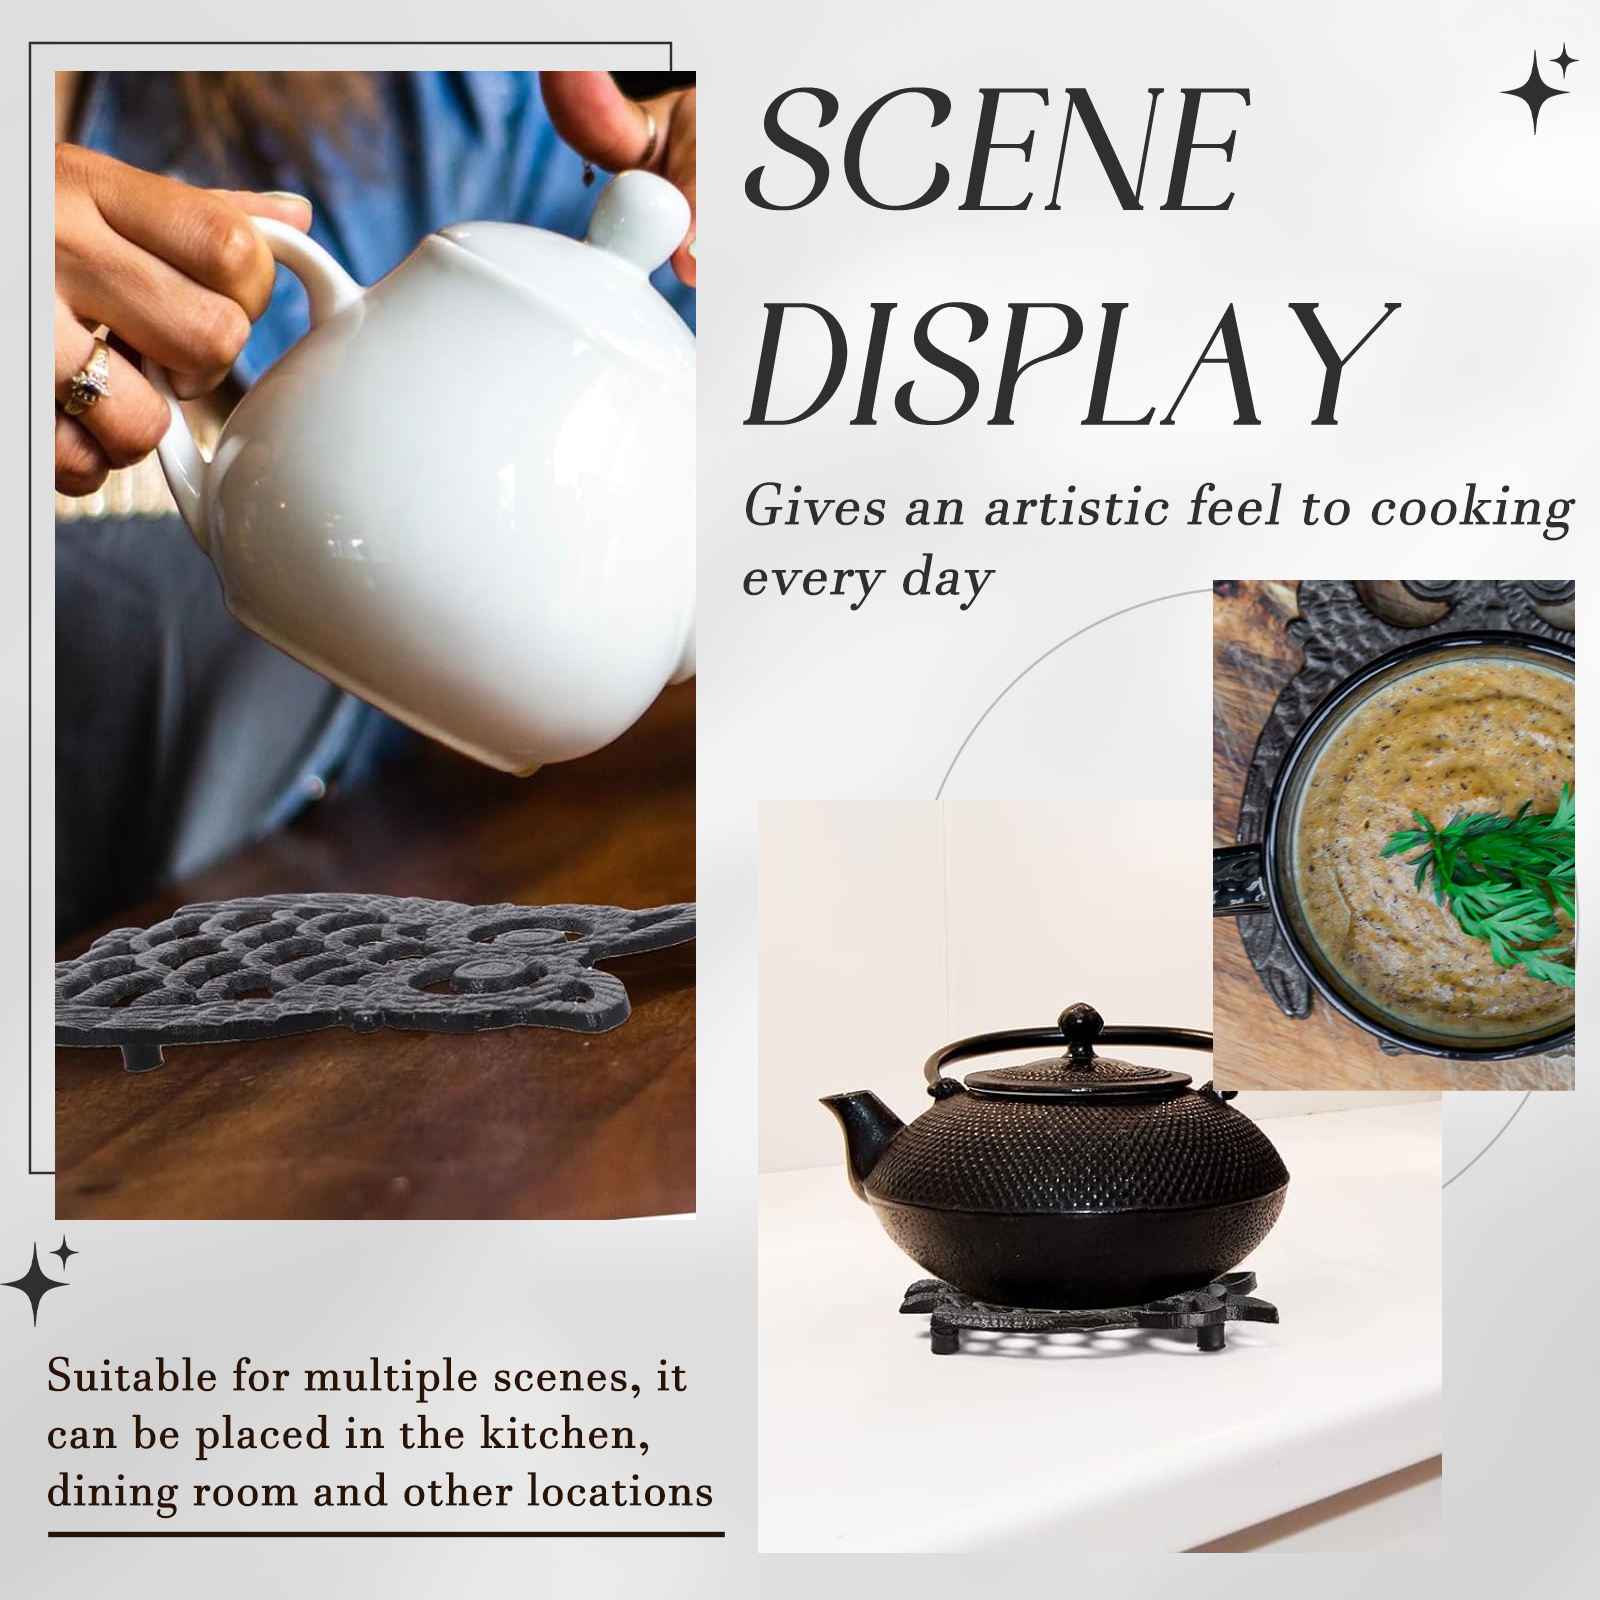 SCENE
DISPLAY
Gives an artistic feel to cooking
every day
Suitable for multiple scenes, it
can be placed in the kitchen,
dining room and other locations